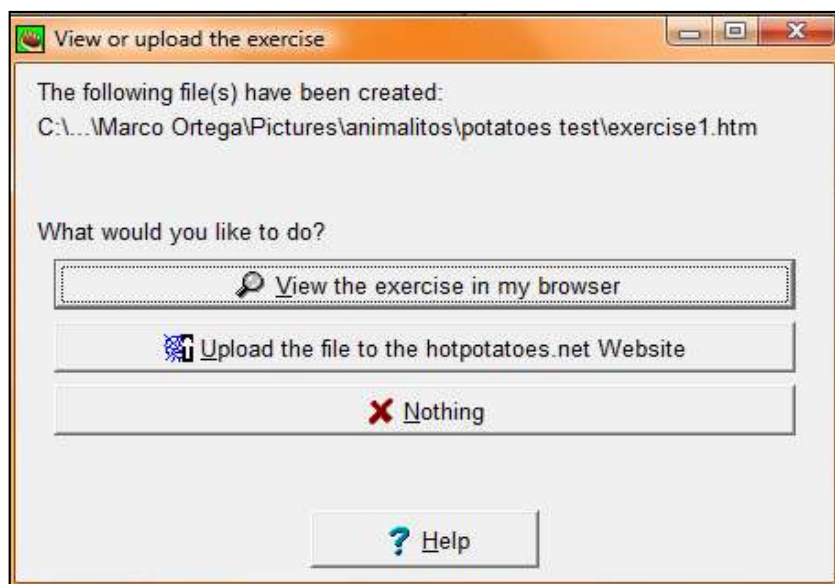 View or upload the exercise
The following file(s) have been created:
C:\...\Marco Ortega\Pictures\animalitos\potatoes test\exercise1.htm
What would you like to do?
View the exercise in my browser
Upload the file to the hotpotatoes.net Website
Nothing
? Help